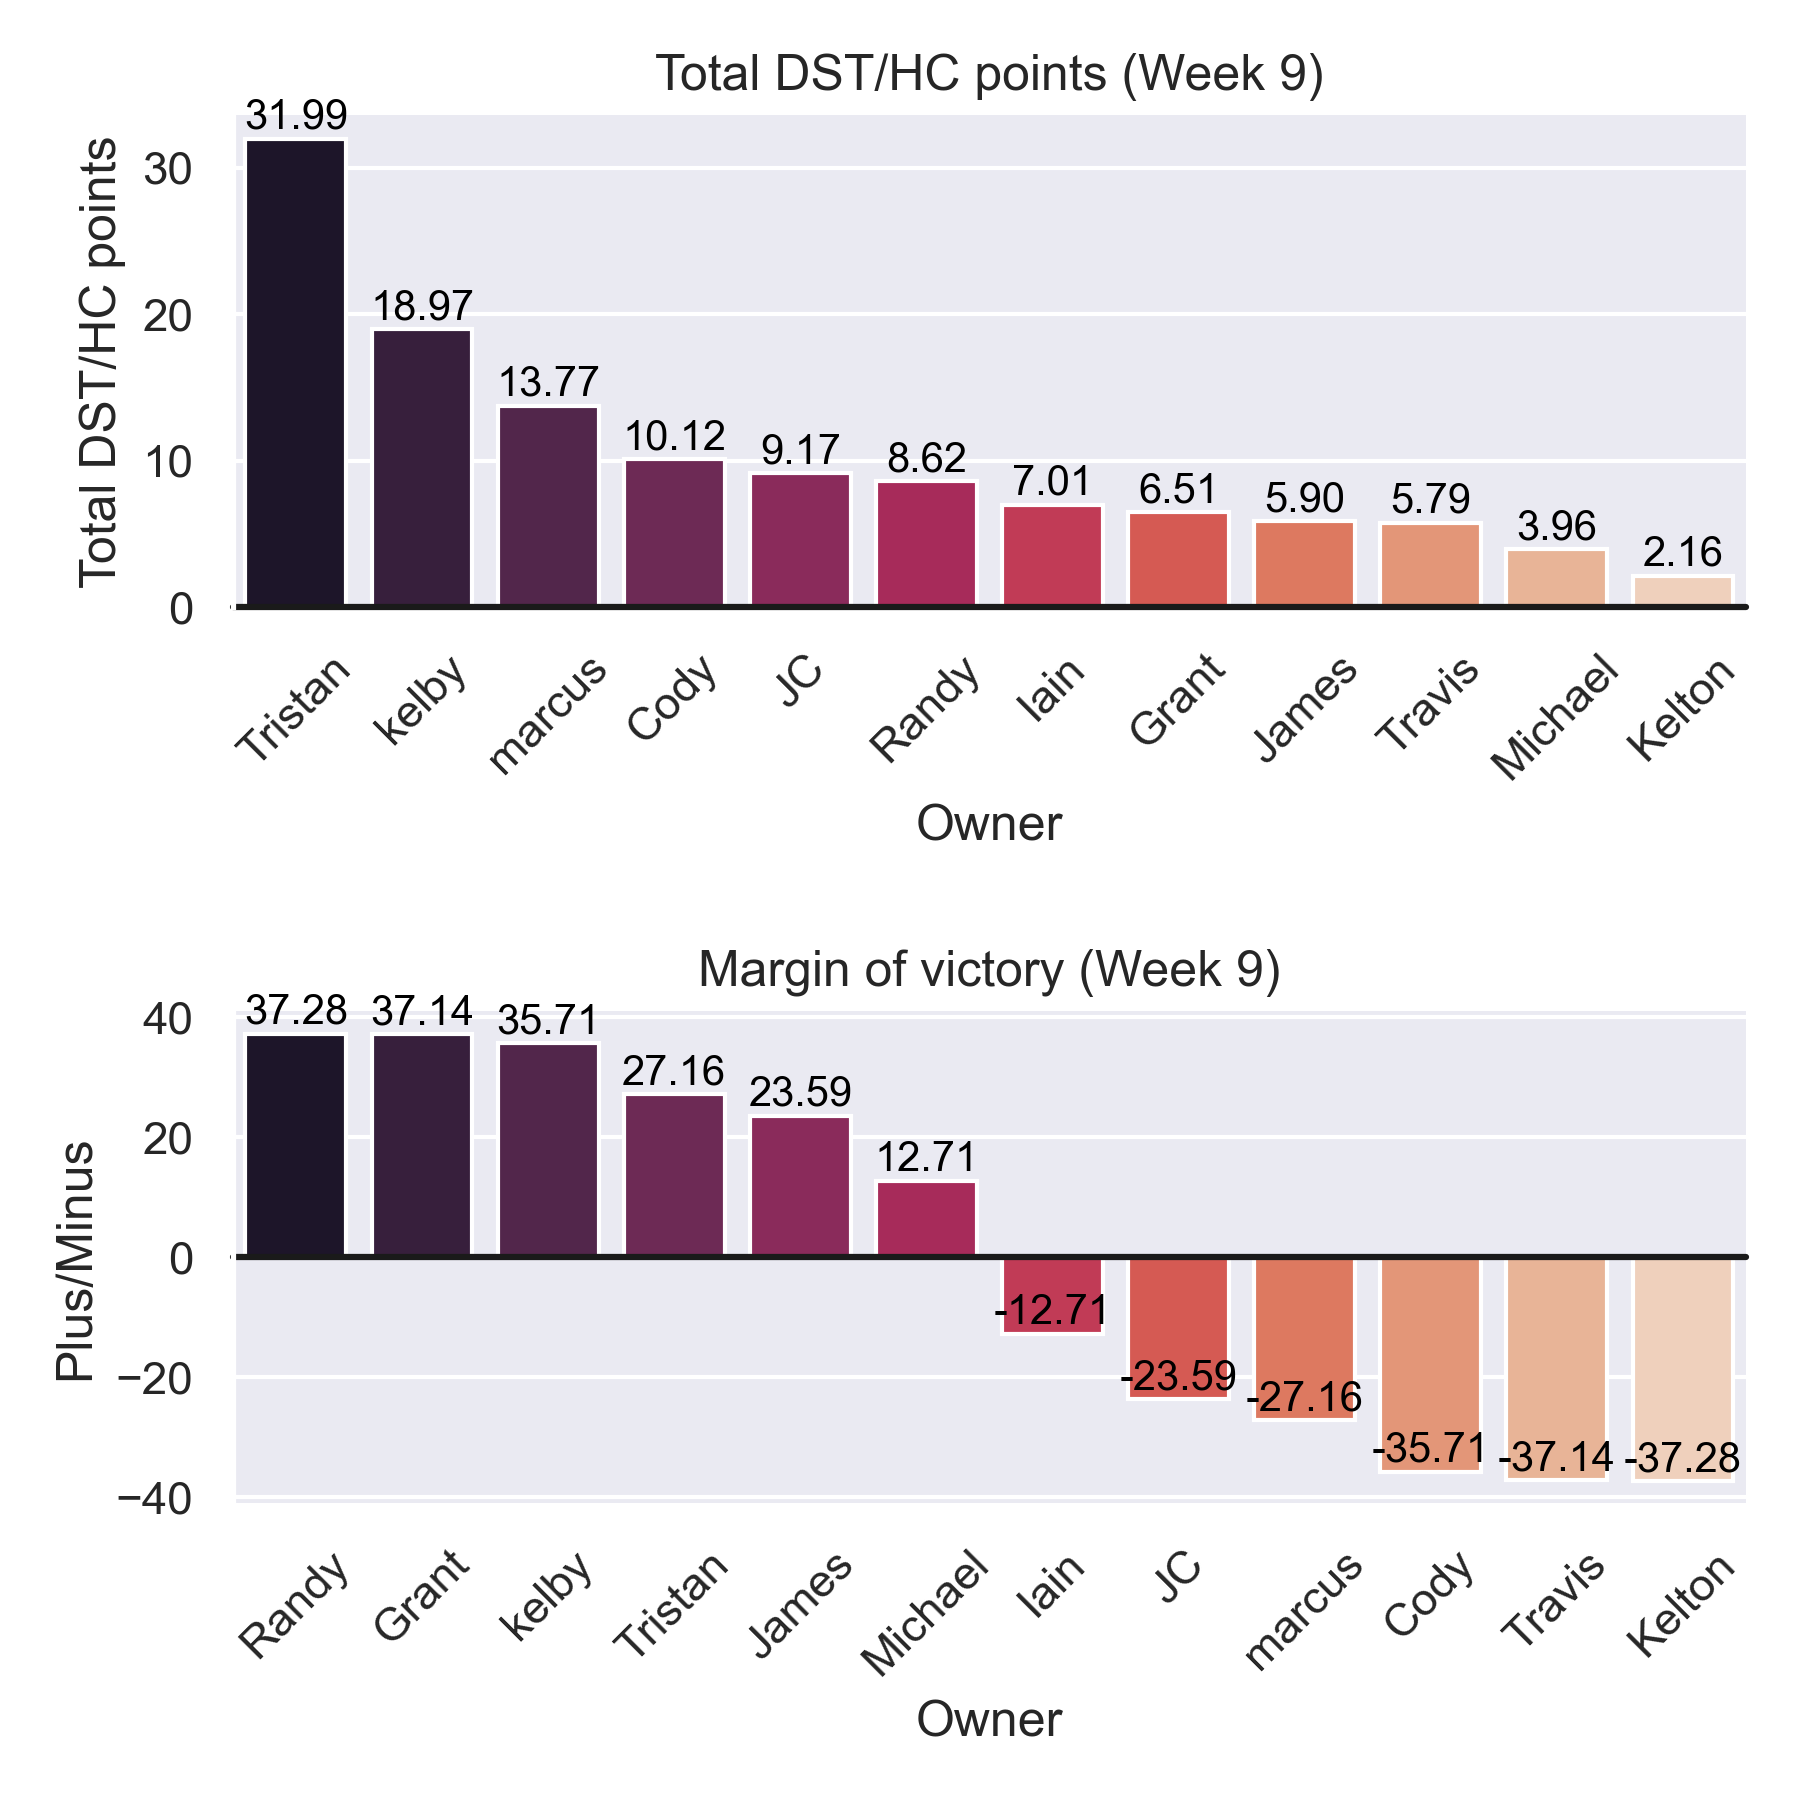 Total DST/HC points (Week 9)
Total DST/HC points
30
20
10
0
31.99
18.97
13.77
10.12
9.17
8.62
7.01
6.51
5.90
5.79
3.96
2.16
Tristan
kelby
marcus
Cody
JC
Randy
Iain
Grant
James
Travis
Michael
Kelton
Owner
Margin of victory (Week 9)
Plus/Minus
40
20
0
−20
−40
37.28
37.14
35.71
27.16
23.59
12.71
-12.71
-23.59
-27.16
-35.71
-37.14
-37.28
Randy
Grant
kelby
Tristan
James
Michael
Iain
JC
marcus
Cody
Travis
Kelton
Owner